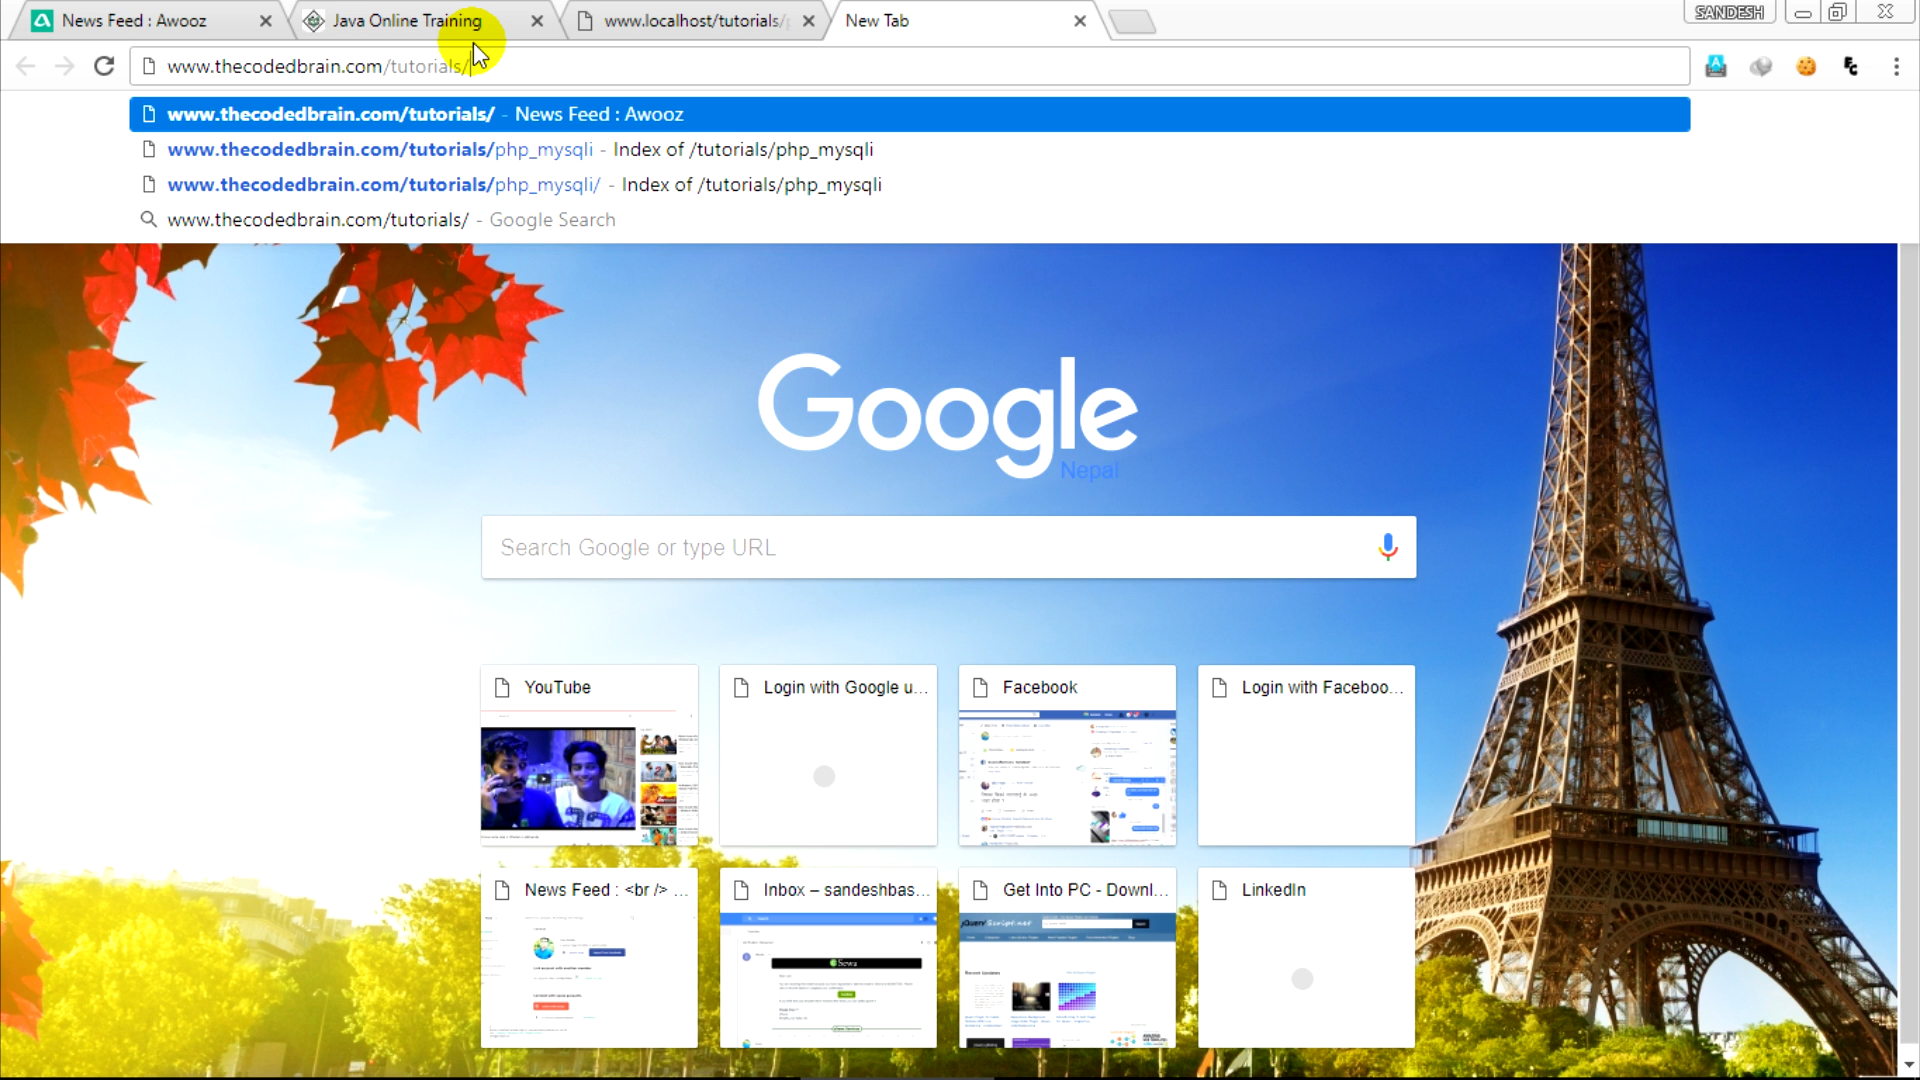 News Feed : Awooz
Java Online Training
www.localhost/tutorials/
New Tab
SANDESH
www.thecodedbrain.com/tutorials/
www.thecodedbrain.com/tutorials/ - News Feed : Awooz
www.thecodedbrain.com/tutorials/php_mysqli - Index of /tutorials/php_mysqli
www.thecodedbrain.com/tutorials/php_mysqli/ - Index of /tutorials/php_mysqli
www.thecodedbrain.com/tutorials/ - Google Search
Google
Nepal
Search Google or type URL
YouTube
Login with Google u...
Facebook
Login with Faceboo...
News Feed : <br /> ...
Inbox – sandeshbas...
Get Into PC - Downl...
LinkedIn
Sewa
jQueryScript.net